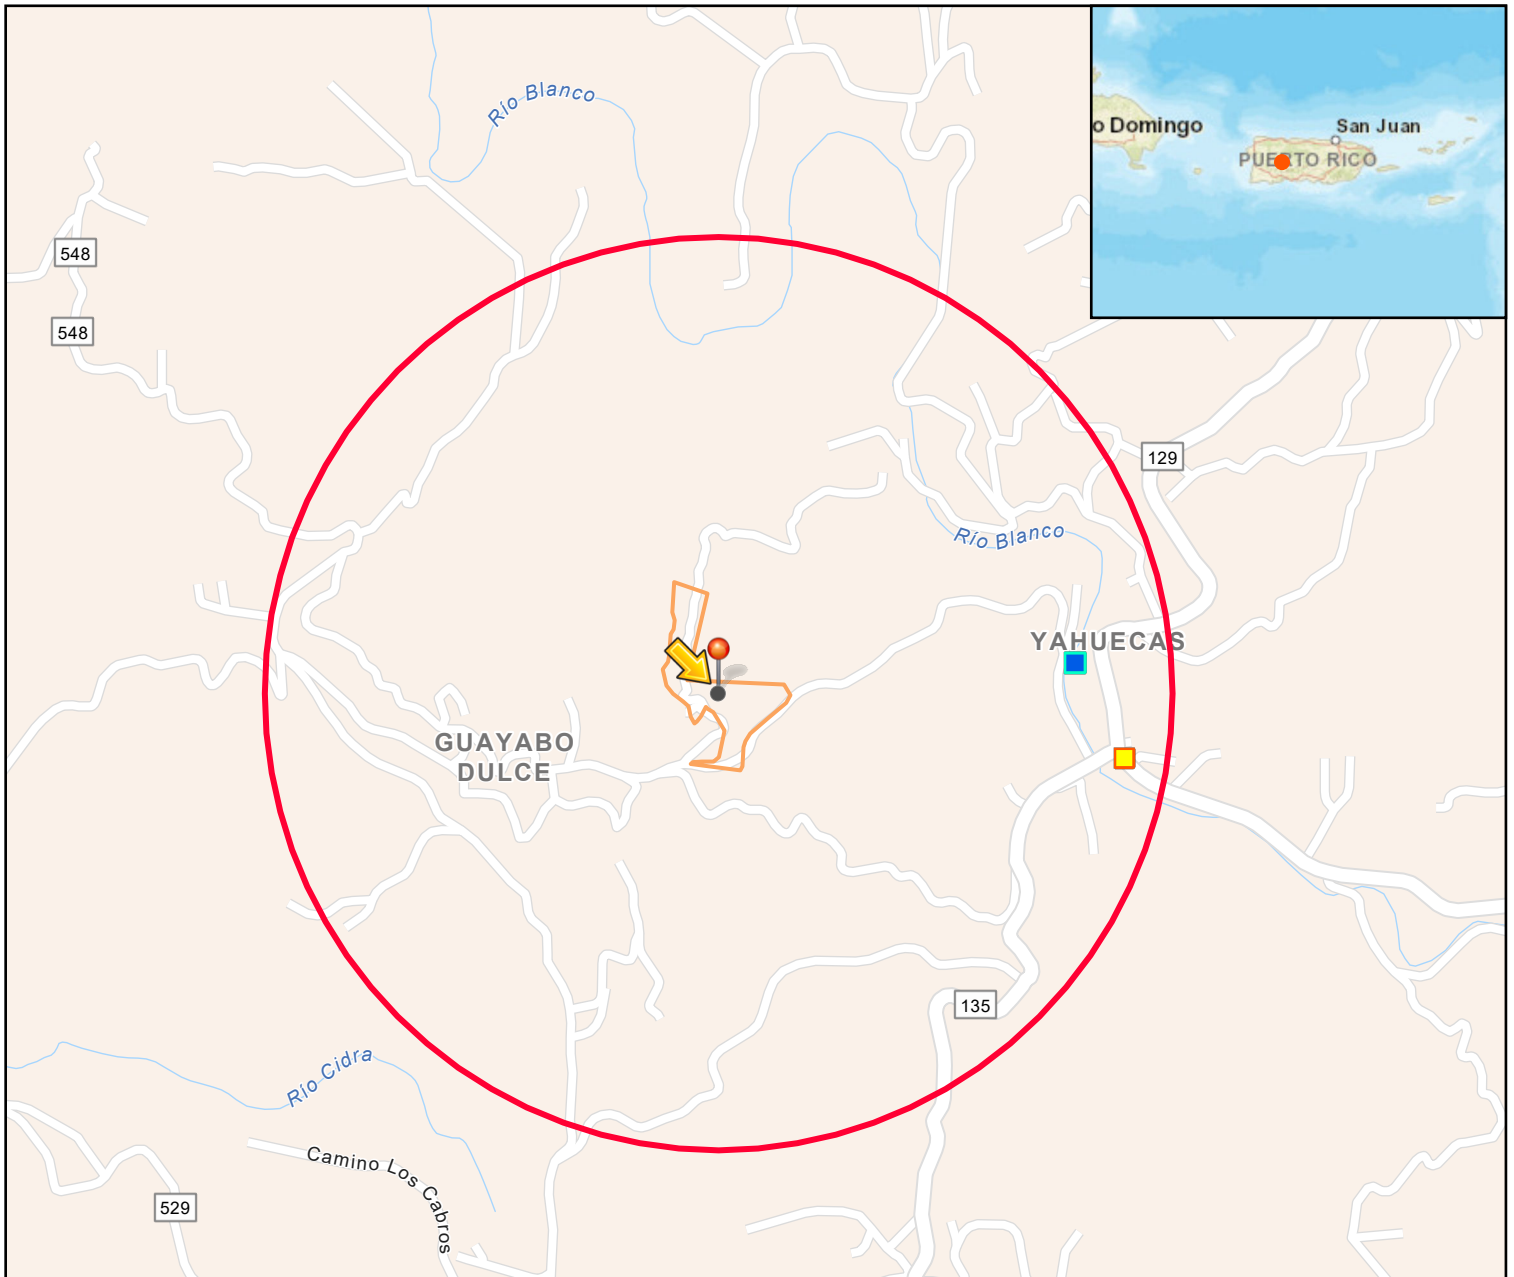 Río Blanco
o Domingo
San Juan
PUERTO RICO
548
548
129
Río Blanco
YAHUECAS
GUAYABO
DULCE
135
Río Cidra
Camino Los Cabros
529